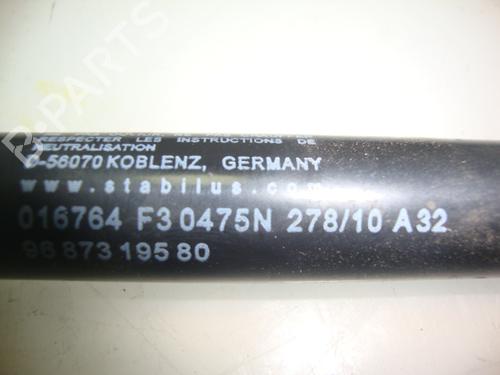 RESPECTER LES INSTRUCTIONS DE
NEUTRALISATION
D-56070 KOBLENZ, GERMANY
www.stabilus.com
016764 F3 0475N 278/10 A32
96 873 195 80
B-PARTS